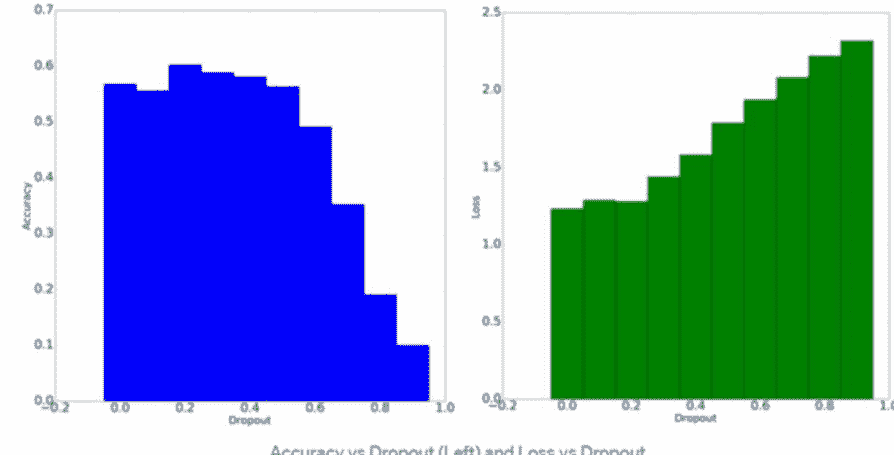 0.7
0.6
0.5
0.4
0.3
0.2
0.1
0.0
Accuracy
−0.2 0.0 0.2 0.4 0.6 0.8 1.0
Dropout
2.5
2.0
1.5
1.0
0.5
0.0
Loss
−0.2 0.0 0.2 0.4 0.6 0.8 1.0
Dropout
Accuracy vs Dropout (Left) and Loss vs Dropout